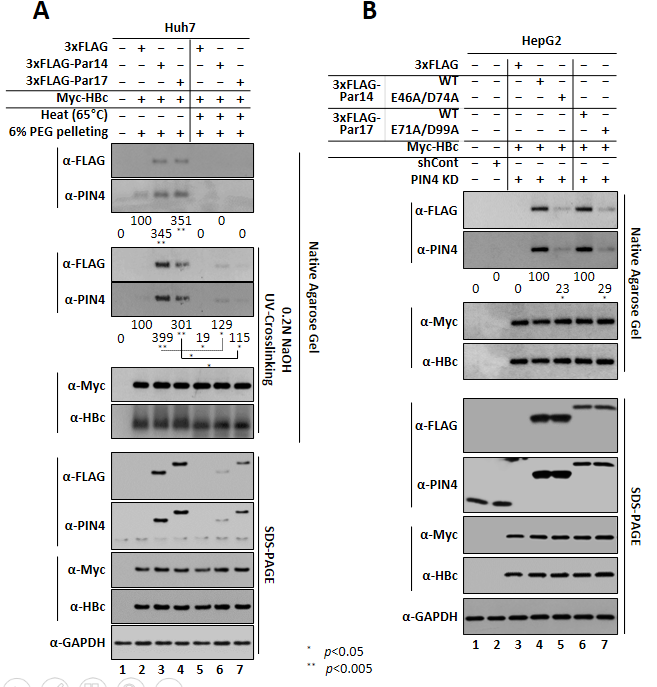 A
Huh7
3xFLAG – + – – + – –
3xFLAG-Par14 – – + – – + –
3xFLAG-Par17 – – – + – – +
Myc-HBc – + + + + + +
Heat (65°C) – – – – + + +
6% PEG pelleting – + + + + + +
α-FLAG
α-PIN4
100 351 0
0 345 ** 0 0
**
α-FLAG
α-PIN4
100 301 129
0 399 ** 19 * 115
** * *
*
*
α-Myc
α-HBc
0.2N NaOH
UV-Crosslinking
Native Agarose Gel
α-FLAG
α-PIN4
α-Myc
α-HBc
α-GAPDH
SDS-PAGE
1 2 3 4 5 6 7
* p<0.05
** p<0.005
B
HepG2
3xFLAG – – + – – – –
3xFLAG-Par14 WT – – – + – – –
E46A/D74A – – – – + – –
3xFLAG-Par17 WT – – – – – + –
E71A/D99A – – – – – – +
Myc-HBc – – + + + + +
shCont – + – – – – –
PIN4 KD – – + + + + +
α-FLAG
α-PIN4
0 100 100
0 0 23 29
* *
α-Myc
α-HBc
Native Agarose Gel
α-FLAG
α-PIN4
α-Myc
α-HBc
α-GAPDH
SDS-PAGE
1 2 3 4 5 6 7